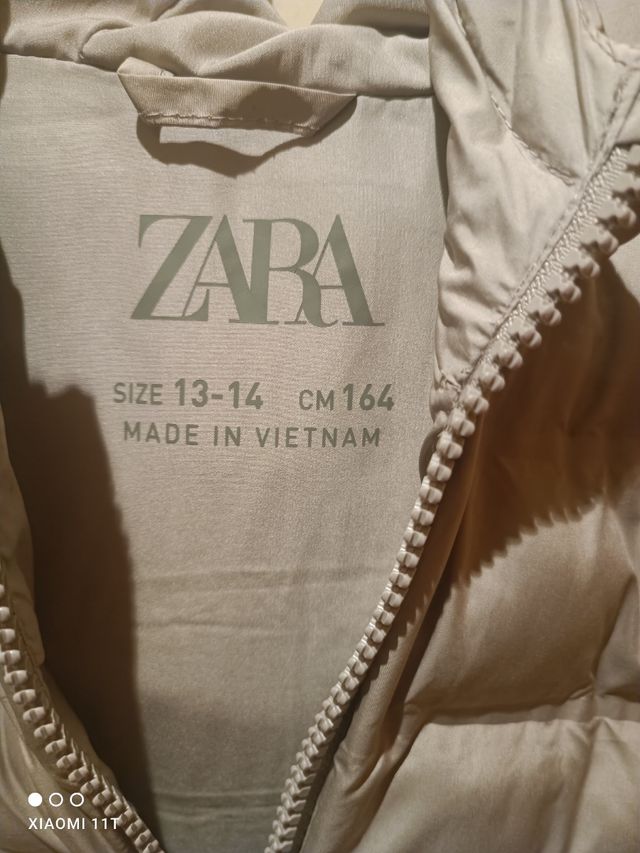 ZARA
SIZE 13-14 CM 164
MADE IN VIETNAM
XIAOMI 11T